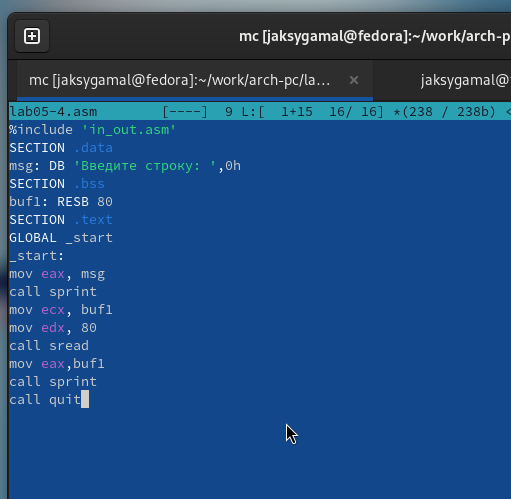 mc [jaksygamal@fedora]:~/work/arch-p
mc [jaksygamal@fedora]:~/work/arch-pc/la… × jaksygamal@
lab05-4.asm [----] 9 L:[ 1+15 16/ 16] *(238 / 238b) <
%include 'in_out.asm'
SECTION .data
msg: DB 'Введите строку: ',0h
SECTION .bss
buf1: RESB 80
SECTION .text
GLOBAL _start
_start:
mov eax, msg
call sprint
mov ecx, buf1
mov edx, 80
call sread
mov eax,buf1
call sprint
call quit